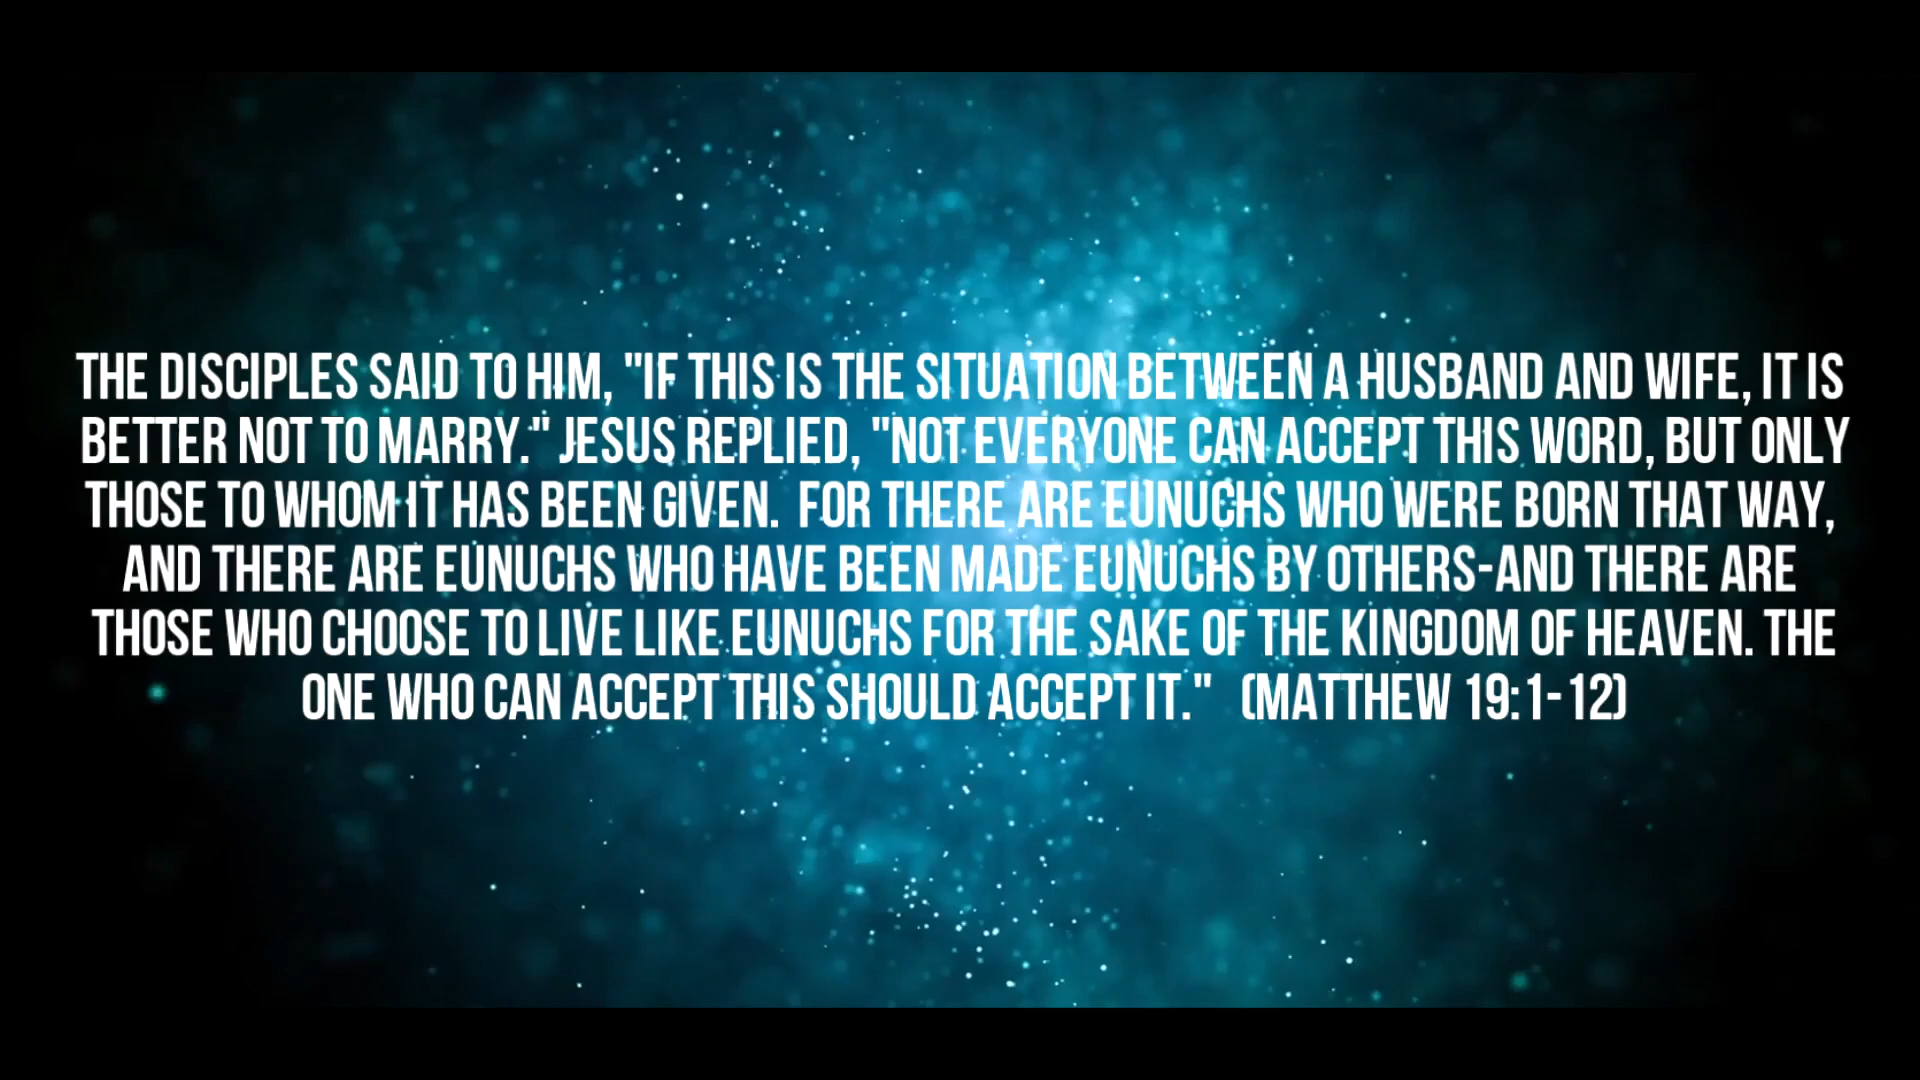 THE DISCIPLES SAID TO HIM, "IF THIS IS THE SITUATION BETWEEN A HUSBAND AND WIFE, IT IS
BETTER NOT TO MARRY." JESUS REPLIED, "NOT EVERYONE CAN ACCEPT THIS WORD, BUT ONLY
THOSE TO WHOM IT HAS BEEN GIVEN. FOR THERE ARE EUNUCHS WHO WERE BORN THAT WAY,
AND THERE ARE EUNUCHS WHO HAVE BEEN MADE EUNUCHS BY OTHERS-AND THERE ARE
THOSE WHO CHOOSE TO LIVE LIKE EUNUCHS FOR THE SAKE OF THE KINGDOM OF HEAVEN. THE
ONE WHO CAN ACCEPT THIS SHOULD ACCEPT IT." (MATTHEW 19:1-12)